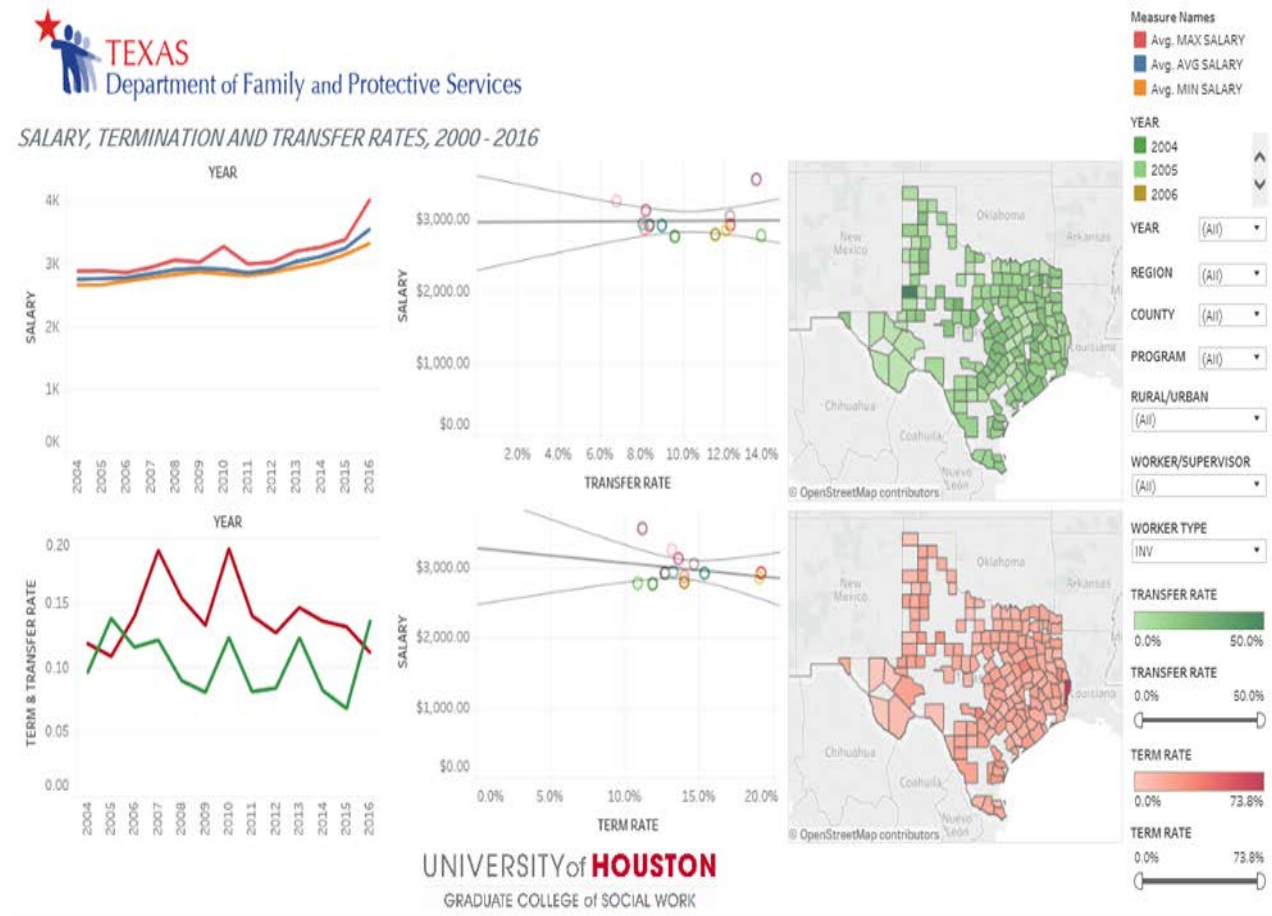 TEXAS
Department of Family and Protective Services
SALARY, TERMINATION AND TRANSFER RATES, 2000 - 2016
YEAR
4K
3K
2K
1K
0K
SALARY
2004 2005 2006 2007 2008 2009 2010 2011 2012 2013 2014 2015 2016
YEAR
0.20
0.15
0.10
0.05
0.00
TERM & TRANSFER RATE
2004 2005 2006 2007 2008 2009 2010 2011 2012 2013 2014 2015 2016
$3,000.00
$2,000.00
$1,000.00
$0.00
SALARY
2.0% 4.0% 6.0% 8.0% 10.0% 12.0% 14.0%
TRANSFER RATE
$3,000.00
$2,000.00
$1,000.00
$0.00
SALARY
0.0% 5.0% 10.0% 15.0% 20.0%
TERM RATE
Oklahoma
New
Mexico
Arkansas
Louisiana
Chihuahua
Coahuila
Nuevo
León
© OpenStreetMap contributors
Oklahoma
New
Mexico
Arkansas
Louisiana
Chihuahua
Coahuila
Nuevo
León
© OpenStreetMap contributors
Measure Names
Avg. MAX SALARY
Avg. AVG SALARY
Avg. MIN SALARY
YEAR
2004
2005
2006
YEAR (All)
REGION (All)
COUNTY (All)
PROGRAM (All)
RURAL/URBAN
(All)
WORKER/SUPERVISOR
(All)
WORKER TYPE
INV
TRANSFER RATE
0.0% 50.0%
TRANSFER RATE
0.0% 50.0%
TERM RATE
0.0% 73.8%
TERM RATE
0.0% 73.8%
UNIVERSITY of HOUSTON
GRADUATE COLLEGE of SOCIAL WORK